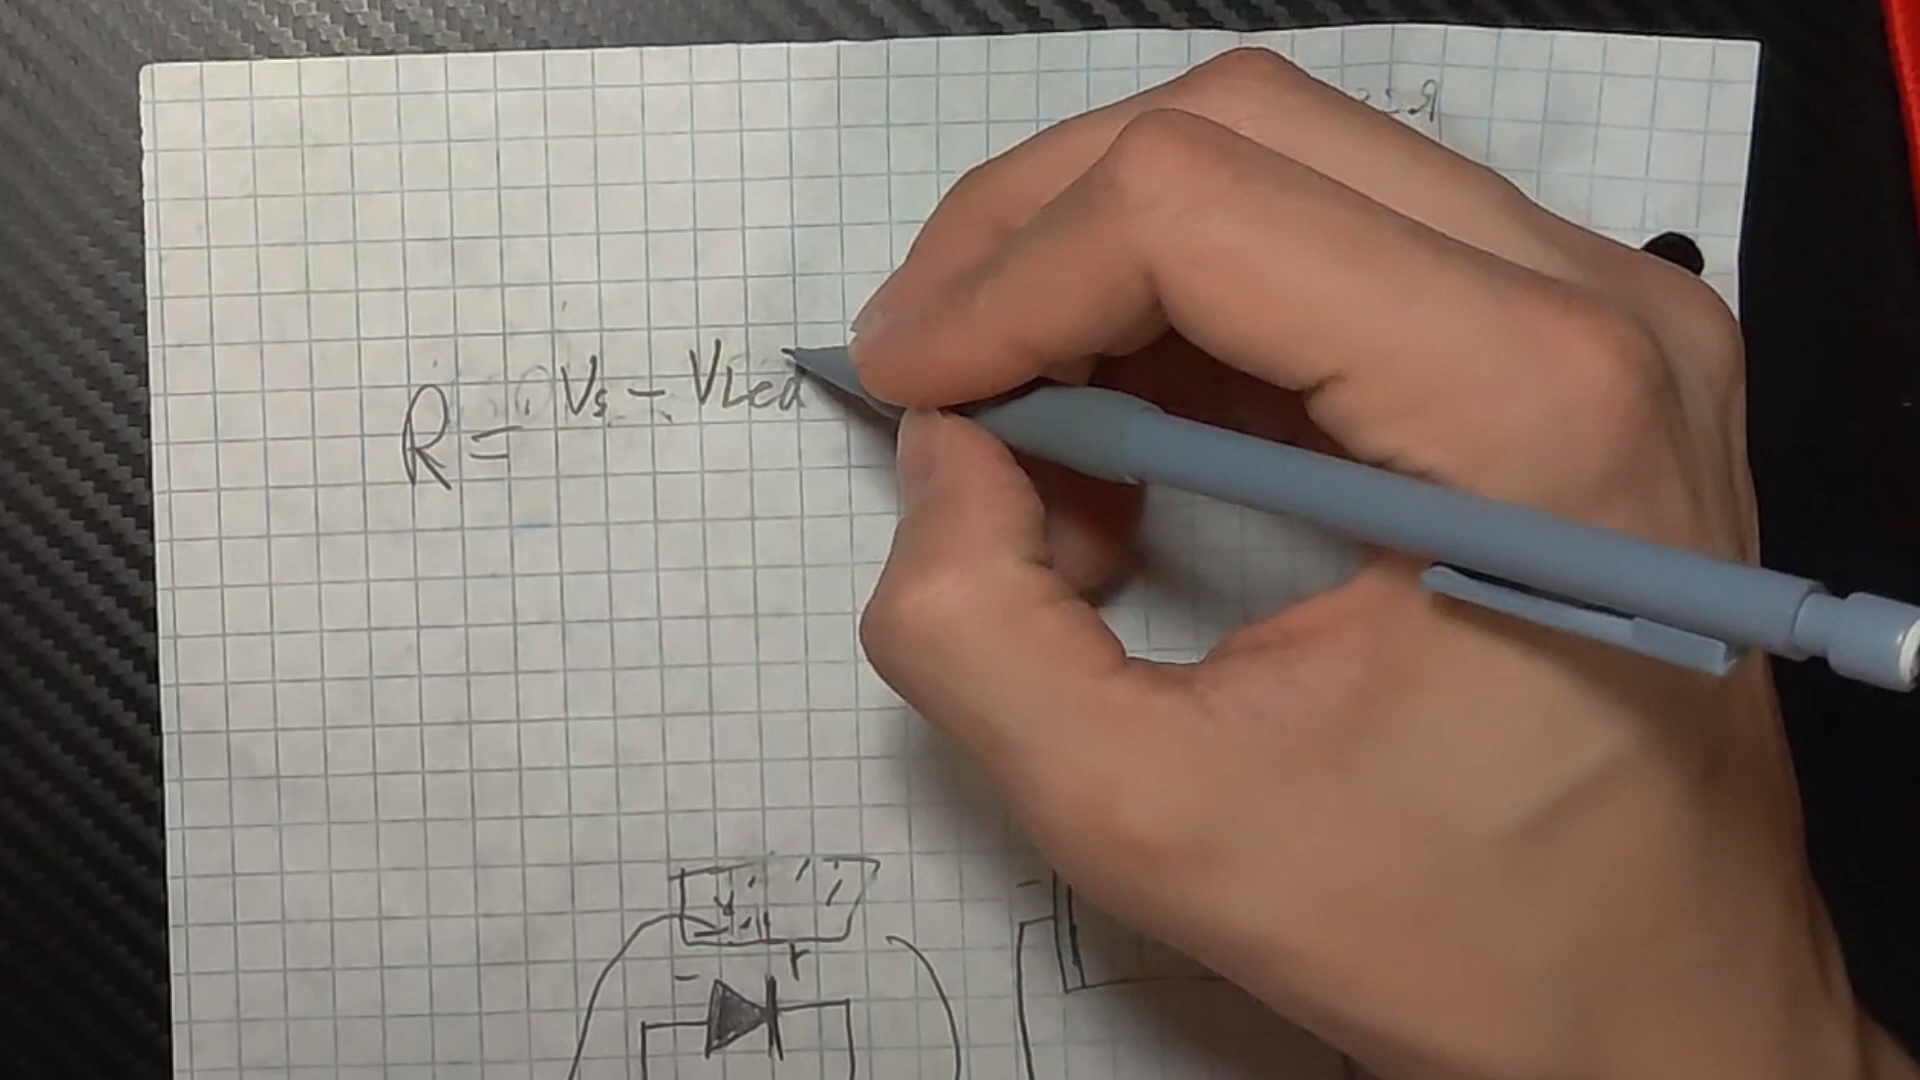 R = Vs - VLed
-
-